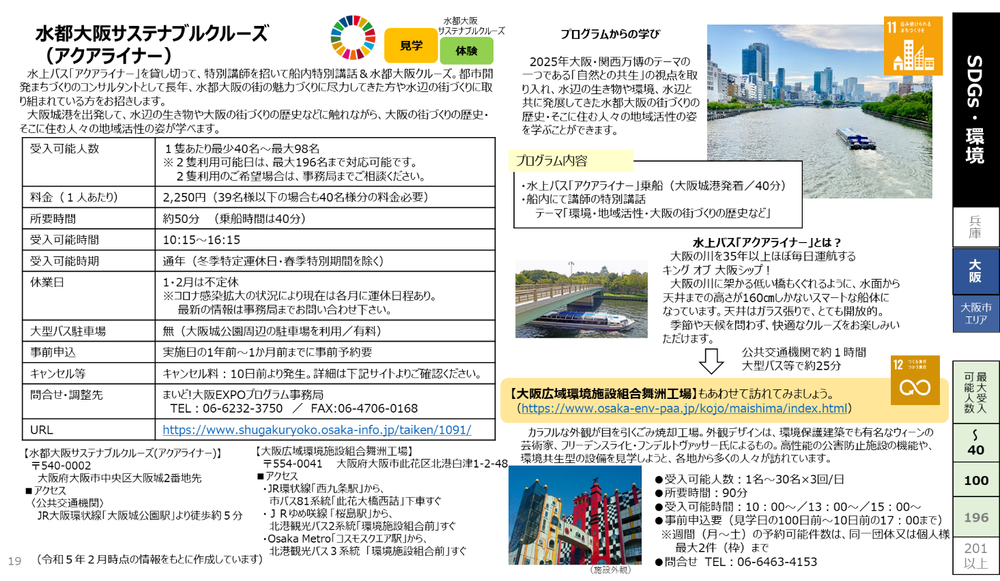 水都大阪サステナブルクルーズ
（アクアライナー）
見学
水都大阪
サステナブルクルーズ
体験
水上バス「アクアライナー」を貸し切って、特別講師を招いて船内特別講話＆水都大阪クルーズ。都市開
発まちづくりのコンサルタントとして長年、水都大阪の街の魅力づくりに尽力してきた方や水辺の街づくりに取
り組まれている方をお招きします。
大阪城港を出発して、水辺の生き物や大阪の街づくりの歴史などに触れながら、大阪の街づくりの歴史・
そこに住む人々の地域活性の姿が学べます。
受入可能人数
１隻あたり最少40名～最大98名
※２隻利用可能日は、最大196名まで対応可能です。
２隻利用のご希望場合は、事務局までご相談ください。
料金（１人あたり）
2,250円（39名様以下の場合も40名様分の料金必要）
所要時間
約50分　（乗船時間は40分）
受入可能時間
10:15～16:15
受入可能時期
通年（冬季特定運休日・春季特別期間を除く）
休業日
1・2月は不定休
※コロナ感染拡大の状況により現在は各月に運休日程あり。
最新の情報は事務局までお問い合わせ下さい。
大型バス駐車場
無（大阪城公園周辺の駐車場を利用／有料）
事前申込
実施日の1年前～1か月前までに事前予約要
キャンセル等
キャンセル料：10日前より発生。詳細は下記サイトよりご確認ください。
問合せ・調整先
まいど!大阪EXPOプログラム事務局
TEL：06-6232-3750　／　FAX:06-4706-0168
URL
https://www.shugakuryoko.osaka-info.jp/taiken/1091/
【水都大阪サステナブルクルーズ(アクアライナー)】
〒540-0002
大阪府大阪市中央区大阪城2番地先
■アクセス
〈公共交通機関〉
JR大阪環状線「大阪城公園駅」より徒歩約５分
【大阪広域環境施設組合舞洲工場】
〒554-0041　大阪府大阪市此花区北港白津1-2-48
■アクセス
・JR環状線「西九条駅」から、
市バス81系統「此花大橋西詰」下車すぐ
・ＪＲゆめ咲線「桜島駅」から、
北港観光バス2系統「環境施設組合前」すぐ
・Osaka Metro「コスモスクエア駅」から、
北港観光バス３系統「環境施設組合前」すぐ
19
（令和５年２月時点の情報をもとに作成しています）
プログラムからの学び
2025年大阪・関西万博のテーマの
一つである「自然との共生」の視点を取
り入れ、水辺の生き物や環境、水辺と
共に発展してきた水都大阪の街づくりの
歴史・そこに住む人々の地域活性の姿
を学ぶことができます。
11 住み続けられる
まちづくりを
プログラム内容
・水上バス「アクアライナー」乗船（大阪城港発着／40分）
・船内にて講師の特別講話
テーマ「環境・地域活性・大阪の街づくりの歴史など」
水上バス「アクアライナー」とは？
大阪の川を35年以上ほぼ毎日運航する
キング オブ 大阪シップ！
大阪の川に架かる低い橋もくぐれるように、水面から
天井までの高さが160㎝しかないスマートな船体に
なっています。天井はガラス張りで、とても開放的。
季節や天候を問わず、快適なクルーズをお楽しみい
ただけます。
公共交通機関で約１時間
大型バス等で約25分
12 つくる責任
つかう責任
【大阪広域環境施設組合舞洲工場】もあわせて訪れてみましょう。
（https://www.osaka-env-paa.jp/kojo/maishima/index.html）
カラフルな外観が目を引くごみ焼却工場。外観デザインは、環境保護建築でも有名なウィーンの
芸術家、フリーデンスライヒ・フンデルトヴァッサー氏によるもの。高性能の公害防止施設の機能や、
環境共生型の設備を見学しようと、各地から多くの人々が訪れています。
●受入可能人数：1名～30名×3回/日
●所要時間：90分
●受入可能時間：10：00～／13：00～／15：00～
●事前申込要（見学日の100日前～10日前の17：00まで）
※週間（月～土）の予約可能件数は、同一団体又は個人様
最大2件（枠）まで
●問合せ　TEL：06-6463-4153
（施設外観）
SDGs・環境
兵庫
大阪
大阪市
エリア
最大受入
可能人数
～
40
100
196
201
以上